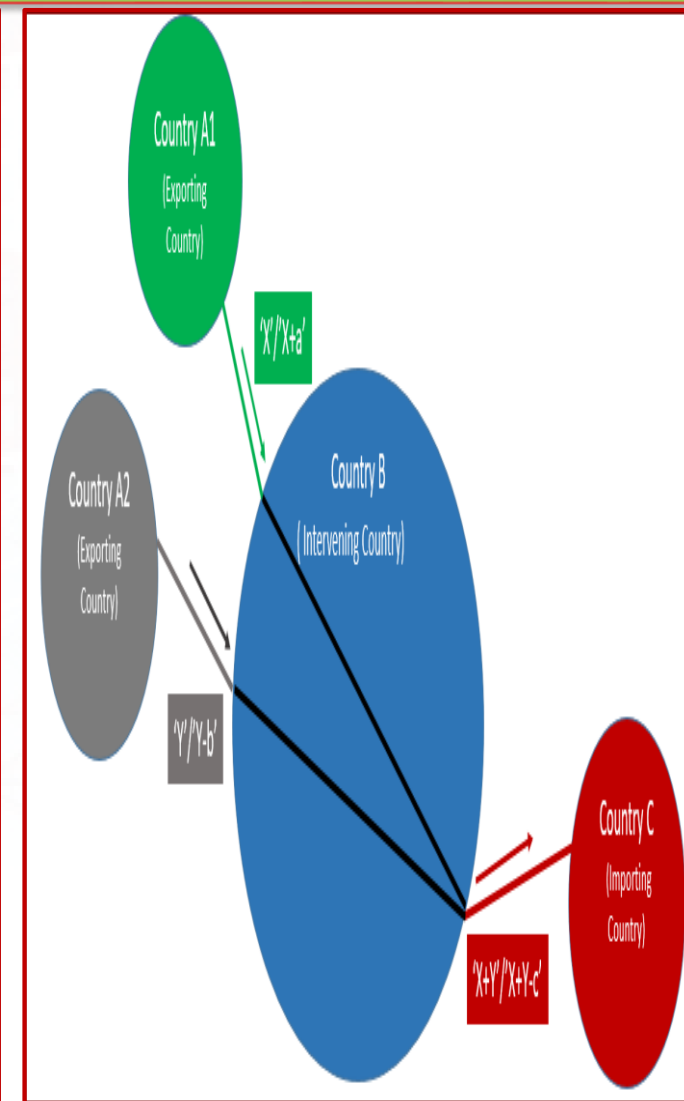 Country A1
(Exporting
Country)
‘X’/’X+a’
Country A2
(Exporting
Country)
Country B
( Intervening Country)
‘Y’/’Y-b’
Country C
(Importing
Country)
‘X+Y’/’X+Y-c’